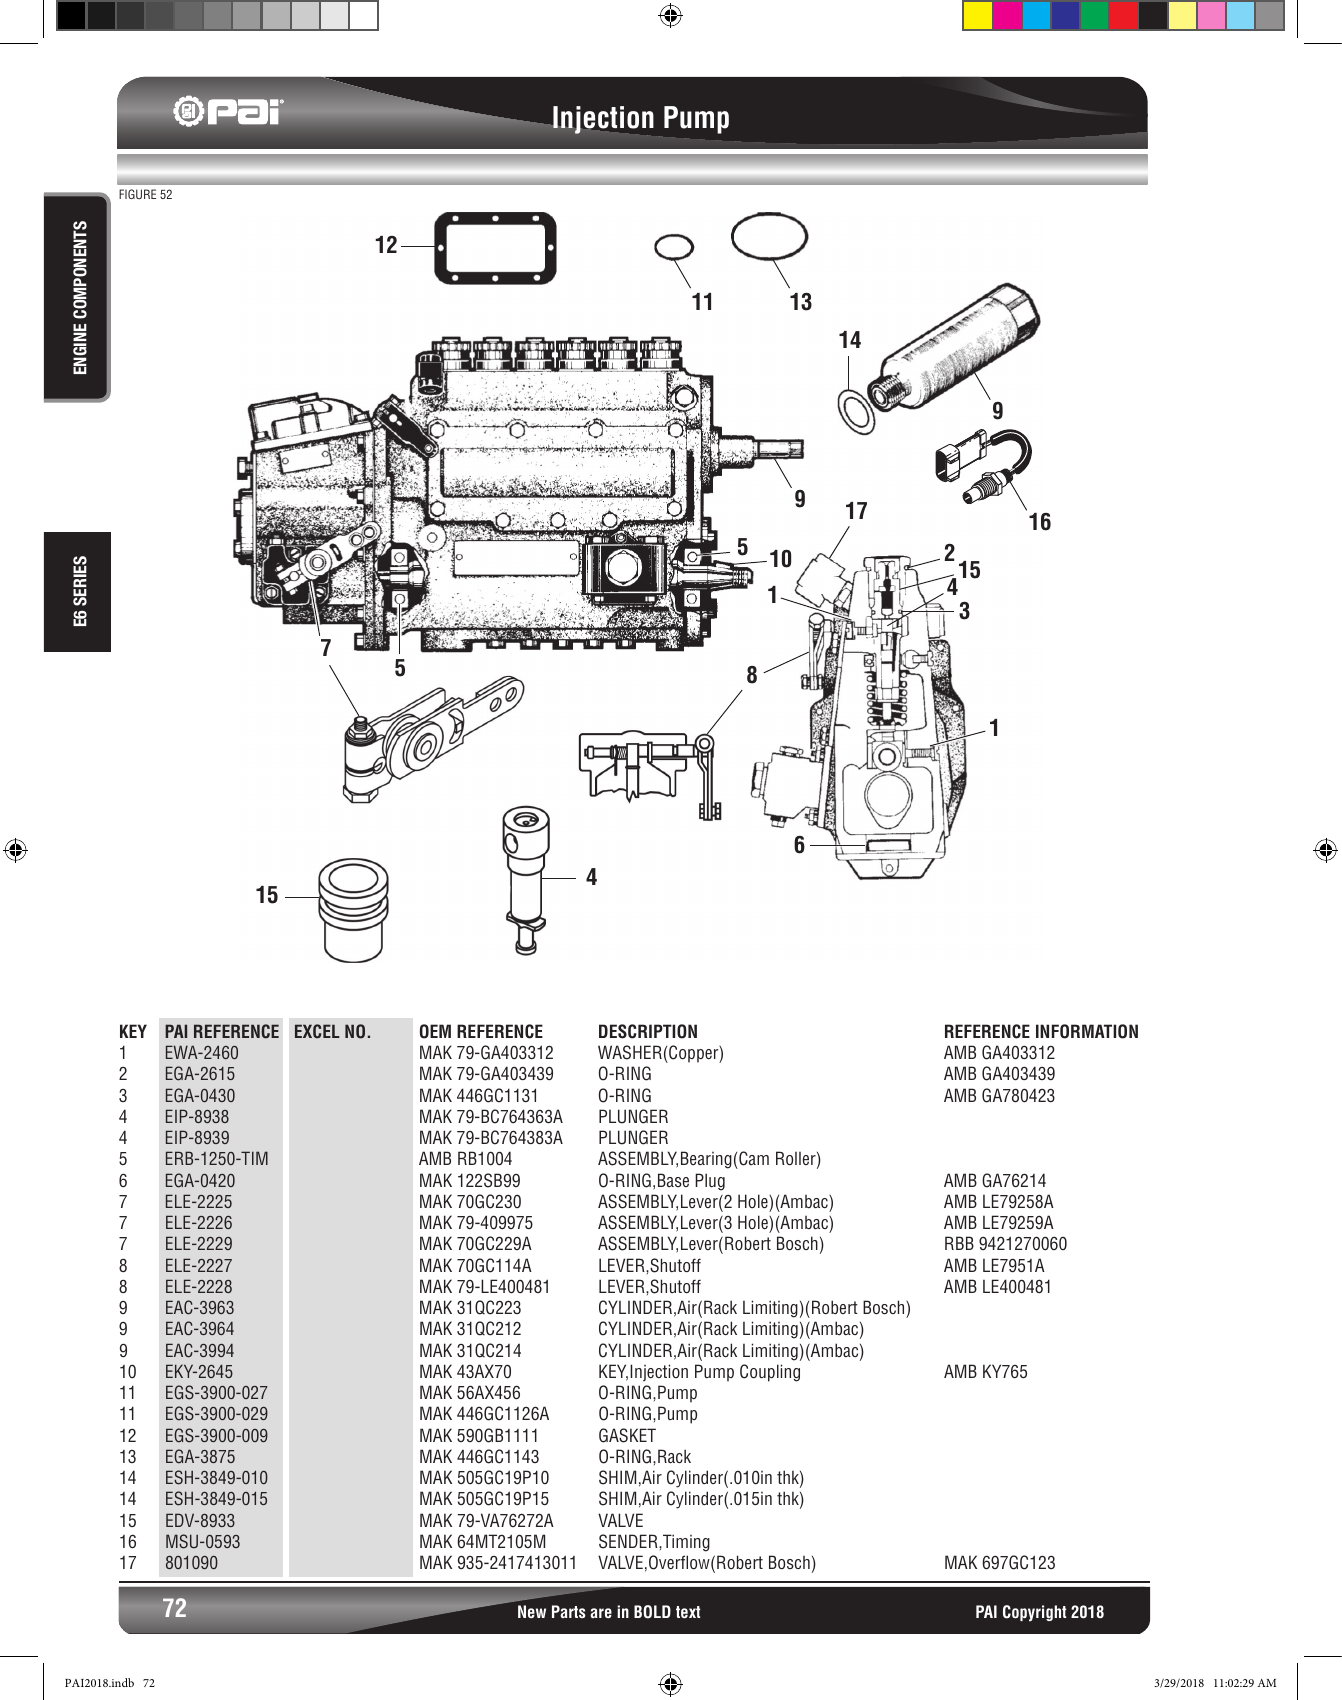 PAI
Injection Pump
FIGURE 52
ENGINE COMPONENTS
E6 SERIES
12
11
13
14
9
16
9
17
5
10
2
15
4
3
1
7
5
8
1
6
15
4
KEY PAI REFERENCE EXCEL NO. OEM REFERENCE DESCRIPTION REFERENCE INFORMATION
1 EWA-2460 MAK 79-GA403312 WASHER(Copper) AMB GA403312
2 EGA-2615 MAK 79-GA403439 O-RING AMB GA403439
3 EGA-0430 MAK 446GC1131 O-RING AMB GA780423
4 EIP-8938 MAK 79-BC764363A PLUNGER
4 EIP-8939 MAK 79-BC764383A PLUNGER
5 ERB-1250-TIM AMB RB1004 ASSEMBLY,Bearing(Cam Roller)
6 EGA-0420 MAK 122SB99 O-RING,Base Plug AMB GA76214
7 ELE-2225 MAK 70GC230 ASSEMBLY,Lever(2 Hole)(Ambac) AMB LE79258A
7 ELE-2226 MAK 79-409975 ASSEMBLY,Lever(3 Hole)(Ambac) AMB LE79259A
7 ELE-2229 MAK 70GC229A ASSEMBLY,Lever(Robert Bosch) RBB 9421270060
8 ELE-2227 MAK 70GC114A LEVER,Shutoff AMB LE7951A
8 ELE-2228 MAK 79-LE400481 LEVER,Shutoff AMB LE400481
9 EAC-3963 MAK 31QC223 CYLINDER,Air(Rack Limiting)(Robert Bosch)
9 EAC-3964 MAK 31QC212 CYLINDER,Air(Rack Limiting)(Ambac)
9 EAC-3994 MAK 31QC214 CYLINDER,Air(Rack Limiting)(Ambac)
10 EKY-2645 MAK 43AX70 KEY,Injection Pump Coupling AMB KY765
11 EGS-3900-027 MAK 56AX456 O-RING,Pump
11 EGS-3900-029 MAK 446GC1126A O-RING,Pump
12 EGS-3900-009 MAK 590GB1111 GASKET
13 EGA-3875 MAK 446GC1143 O-RING,Rack
14 ESH-3849-010 MAK 505GC19P10 SHIM,Air Cylinder(.010in thk)
14 ESH-3849-015 MAK 505GC19P15 SHIM,Air Cylinder(.015in thk)
15 EDV-8933 MAK 79-VA76272A VALVE
16 MSU-0593 MAK 64MT2105M SENDER,Timing
17 801090 MAK 935-2417413011 VALVE,Overflow(Robert Bosch) MAK 697GC123
72 New Parts are in BOLD text PAI Copyright 2018
PAI2018.indb 72 3/29/2018 11:02:29 AM